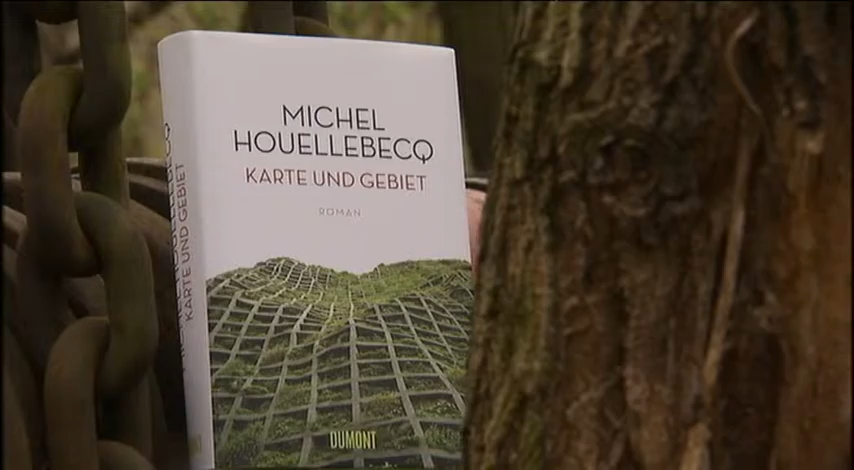 MICHEL
HOUELLEBECQ
KARTE UND GEBIET
ROMAN
DUMONT
HOUELLEBECQ
KARTE UND GEBIET